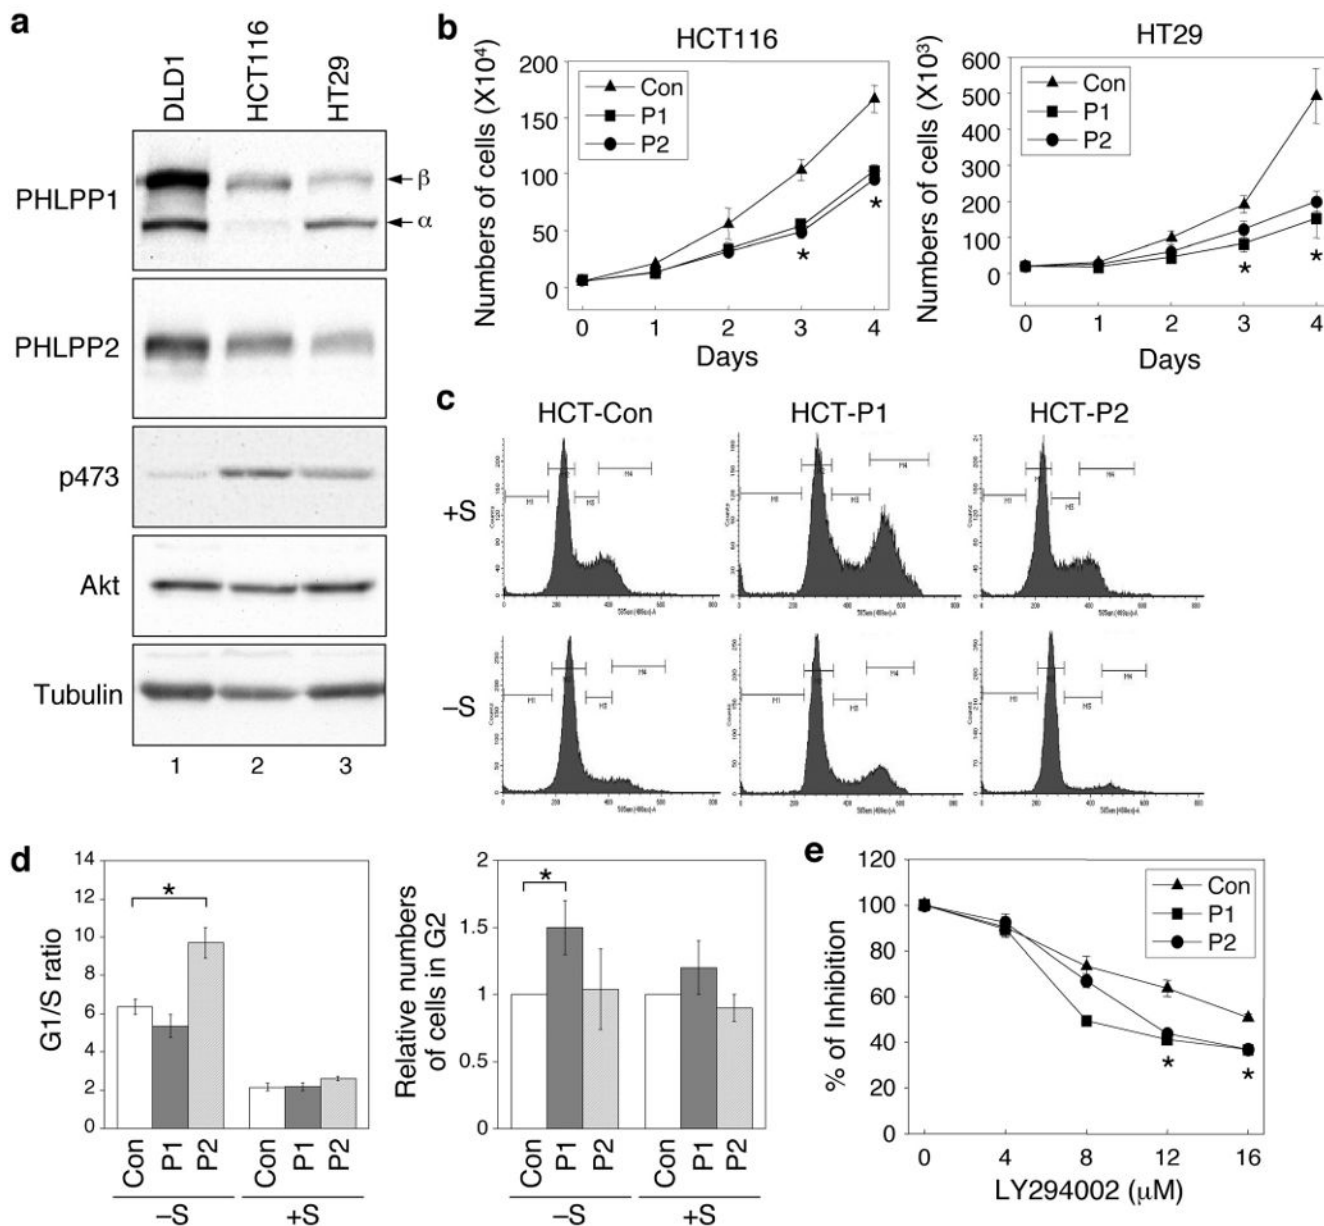 a
DLD1
HCT116
HT29
PHLPP1
β
α
PHLPP2
p473
Akt
Tubulin
1 2 3
b
HCT116
Numbers of cells (X10⁴)
200
150
100
50
0
Con
P1
P2
*
*
0 1 2 3 4
Days
HT29
Numbers of cells (X10³)
600
500
400
300
200
100
0
Con
P1
P2
*
*
0 1 2 3 4
Days
c
HCT-Con HCT-P1 HCT-P2
+S
–S
d
G1/S ratio
14
12
10
8
6
4
2
0
*
Con P1 P2 Con P1 P2
–S +S
Relative numbers
of cells in G2
2
1.5
1
0.5
0
*
Con P1 P2 Con P1 P2
–S +S
e
% of Inhibition
120
100
80
60
40
20
0
Con
P1
P2
*
*
0 4 8 12 16
LY294002 (μM)